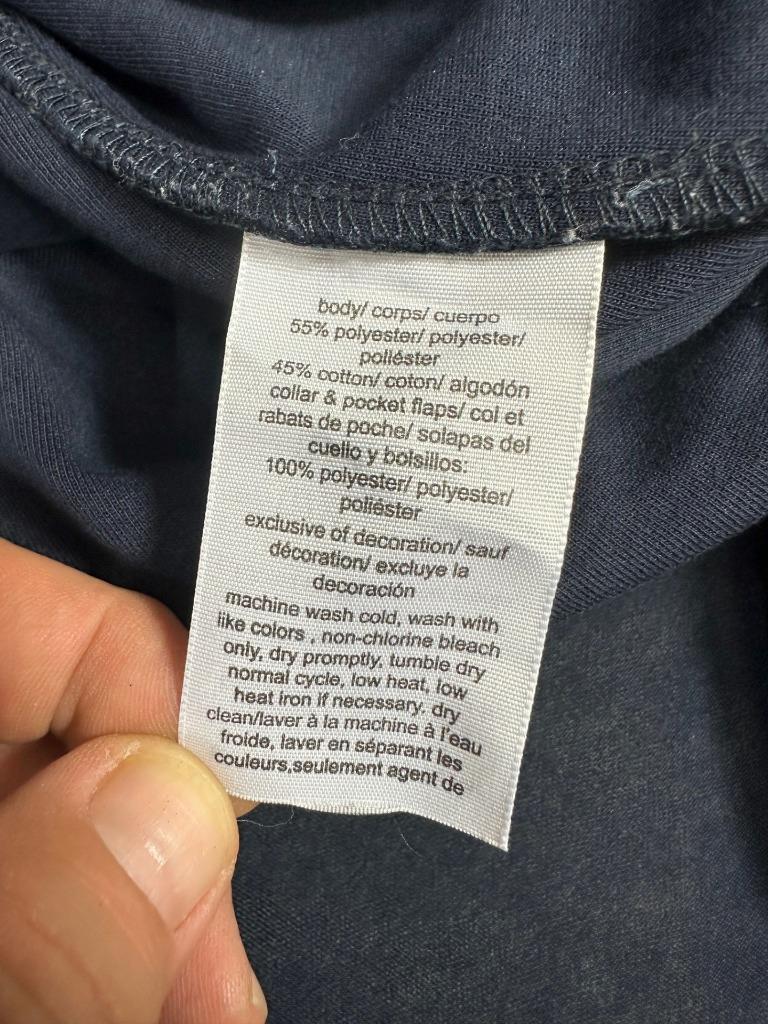 body/ corps/ cuerpo
55% polyester/ polyester/
poliéster
45% cotton/ coton/ algodón
collar & pocket flaps/ col et
rabats de poche/ solapas del
cuello y bolsillos:
100% polyester/ polyester/
poliéster
exclusive of decoration/ sauf
décoration/ excluye la
decoración
machine wash cold, wash with
like colors , non-chlorine bleach
only, dry promptly, tumble dry
normal cycle, low heat, low
heat iron if necessary, dry
clean/laver à la machine à l'eau
froide, laver en séparant les
couleurs,seulement agent de